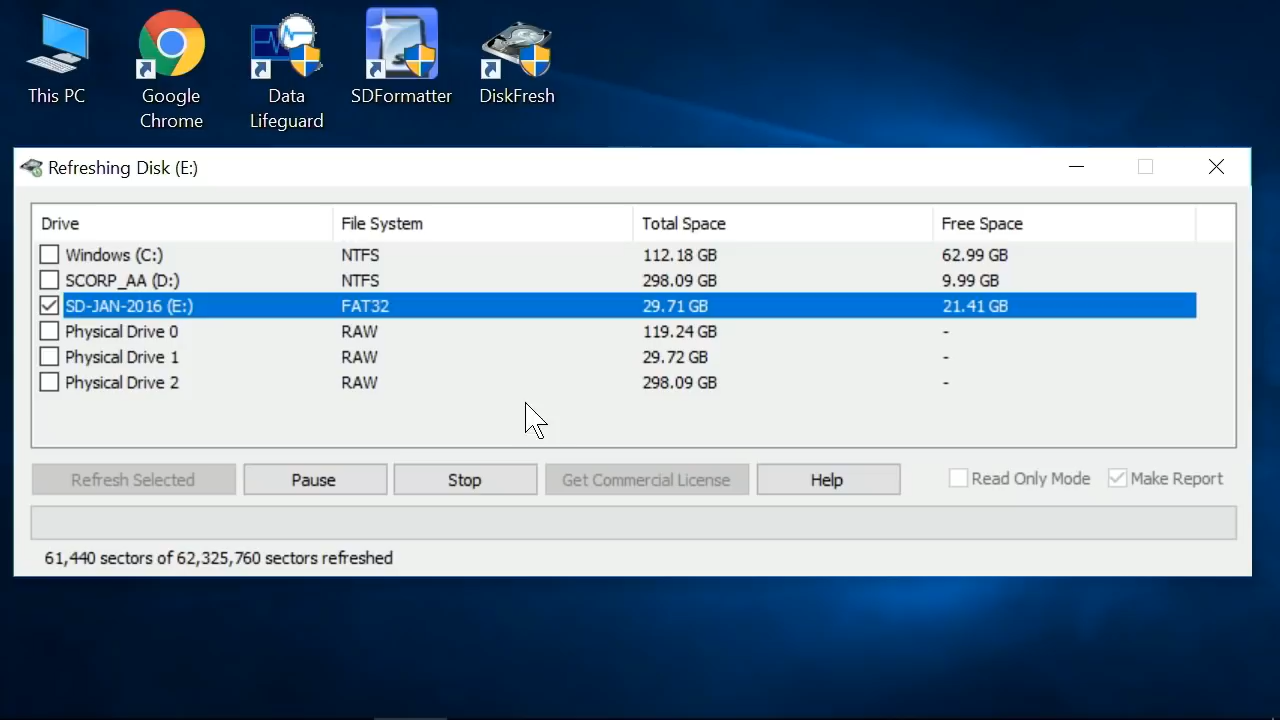 This PC
Google
Chrome
Data
Lifeguard
SDFormatter
DiskFresh
Refreshing Disk (E:)
Drive File System Total Space Free Space
Windows (C:) NTFS 112.18 GB 62.99 GB
SCORP_AA (D:) NTFS 298.09 GB 9.99 GB
SD-JAN-2016 (E:) FAT32 29.71 GB 21.41 GB
Physical Drive 0 RAW 119.24 GB -
Physical Drive 1 RAW 29.72 GB -
Physical Drive 2 RAW 298.09 GB -
Refresh Selected Pause Stop Get Commercial License Help Read Only Mode Make Report
61,440 sectors of 62,325,760 sectors refreshed